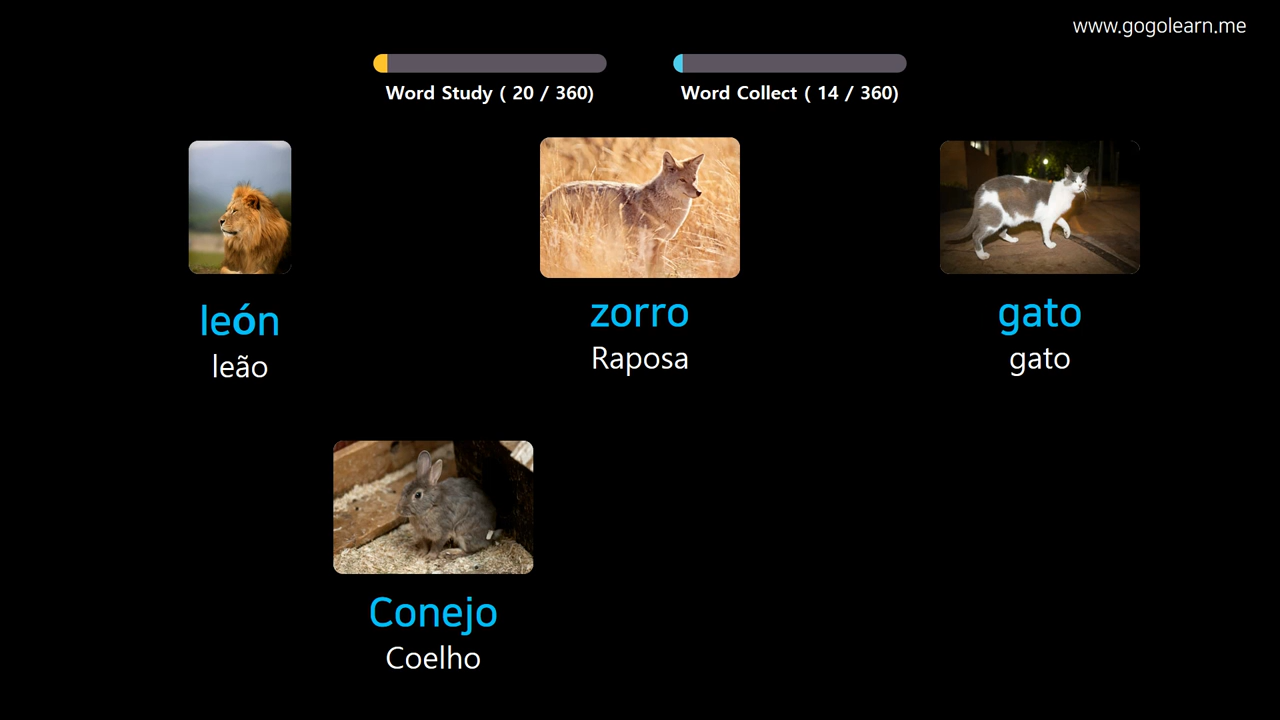 www.gogolearn.me
Word Study ( 20 / 360)
Word Collect ( 14 / 360)
león
leão
zorro
Raposa
gato
gato
Conejo
Coelho